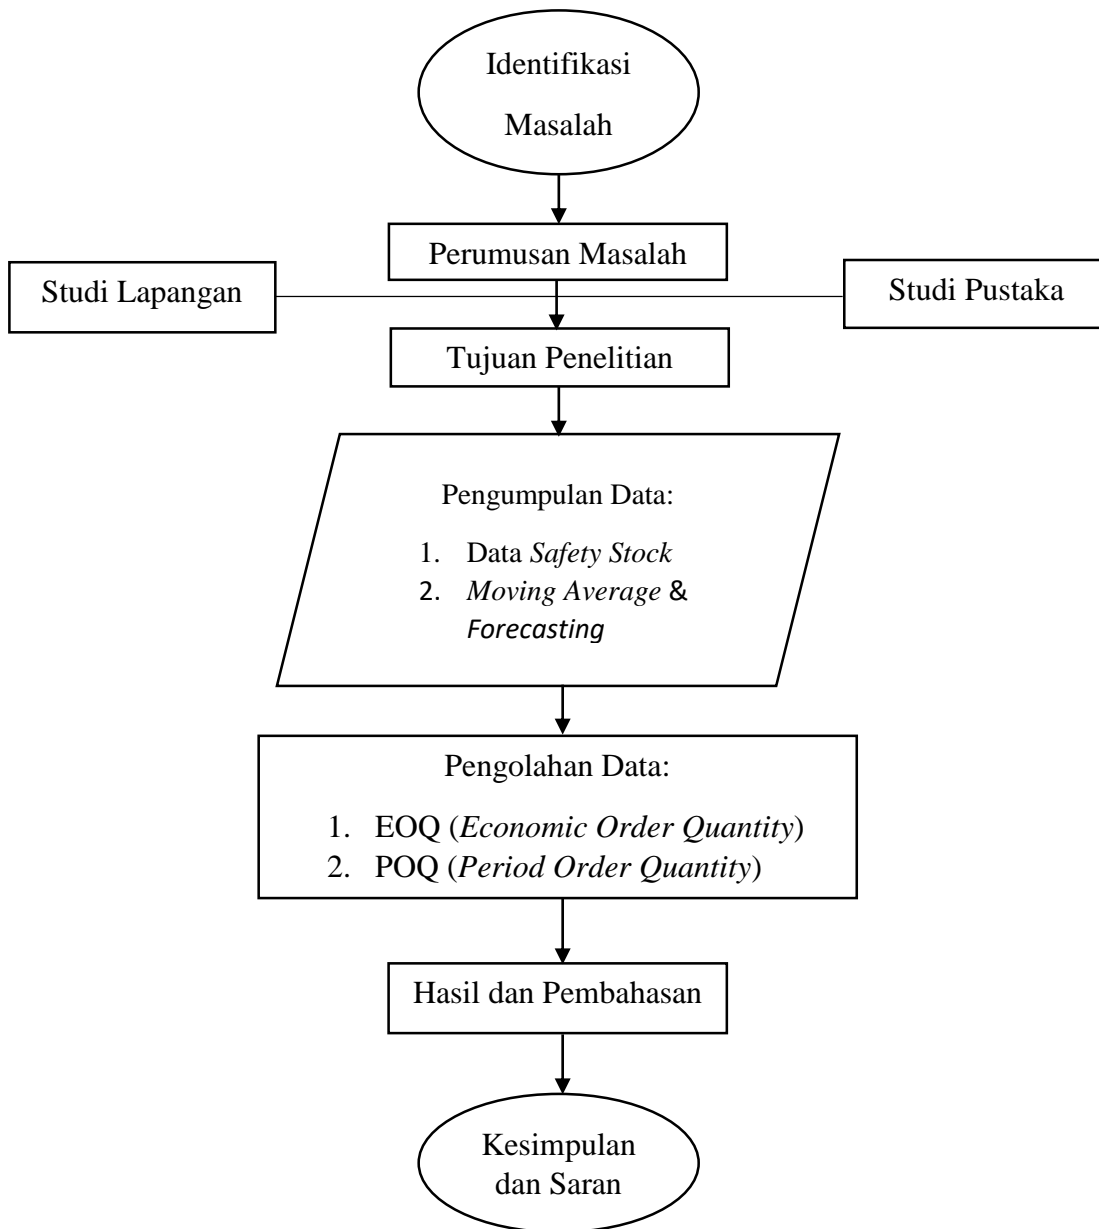 Identifikasi
Masalah
Perumusan Masalah
Studi Lapangan
Studi Pustaka
Tujuan Penelitian
Pengumpulan Data:
1. Data Safety Stock
2. Moving Average &
Forecasting
Pengolahan Data:
1. EOQ (Economic Order Quantity)
2. POQ (Period Order Quantity)
Hasil dan Pembahasan
Kesimpulan
dan Saran